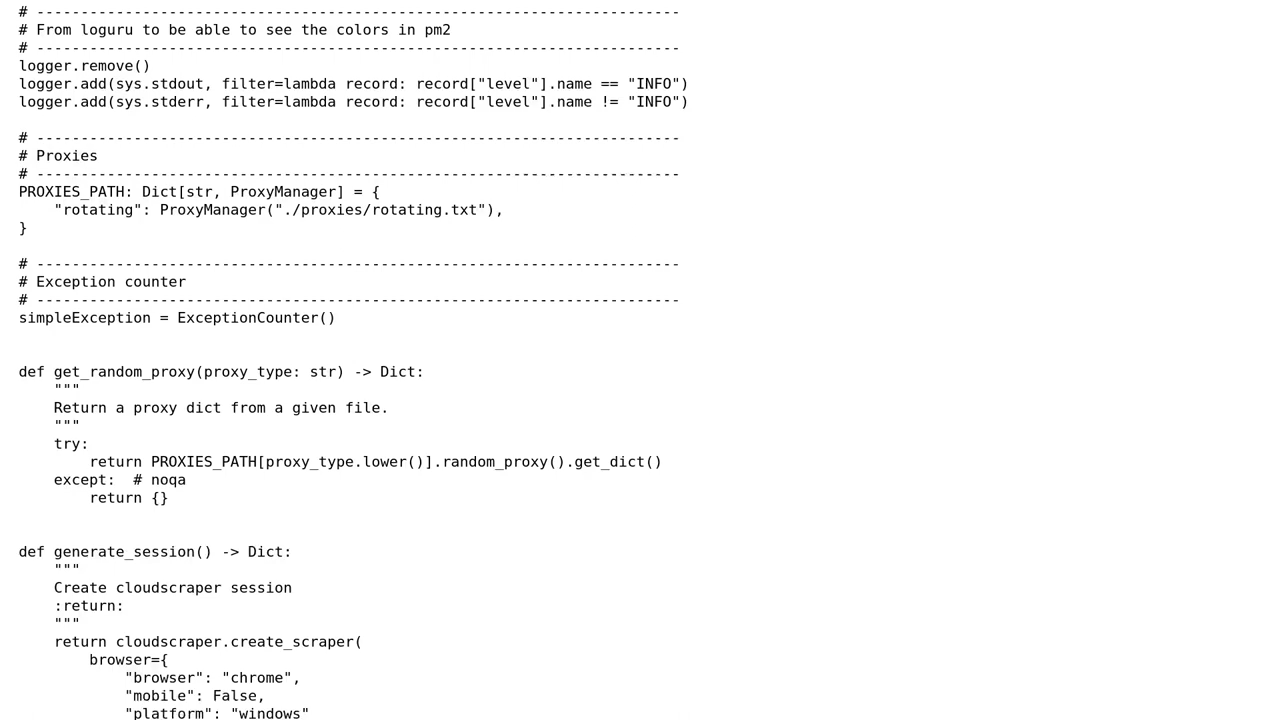 # -------------------------------------------------------------------------
# From loguru to be able to see the colors in pm2
# -------------------------------------------------------------------------
logger.remove()
logger.add(sys.stdout, filter=lambda record: record["level"].name == "INFO")
logger.add(sys.stderr, filter=lambda record: record["level"].name != "INFO")

# -------------------------------------------------------------------------
# Proxies
# -------------------------------------------------------------------------
PROXIES_PATH: Dict[str, ProxyManager] = {
    "rotating": ProxyManager("./proxies/rotating.txt"),
}

# -------------------------------------------------------------------------
# Exception counter
# -------------------------------------------------------------------------
simpleException = ExceptionCounter()


def get_random_proxy(proxy_type: str) -> Dict:
    """
    Return a proxy dict from a given file.
    """
    try:
        return PROXIES_PATH[proxy_type.lower()].random_proxy().get_dict()
    except:  # noqa
        return {}


def generate_session() -> Dict:
    """
    Create cloudscraper session
    :return:
    """
    return cloudscraper.create_scraper(
        browser={
            "browser": "chrome",
            "mobile": False,
            "platform": "windows"